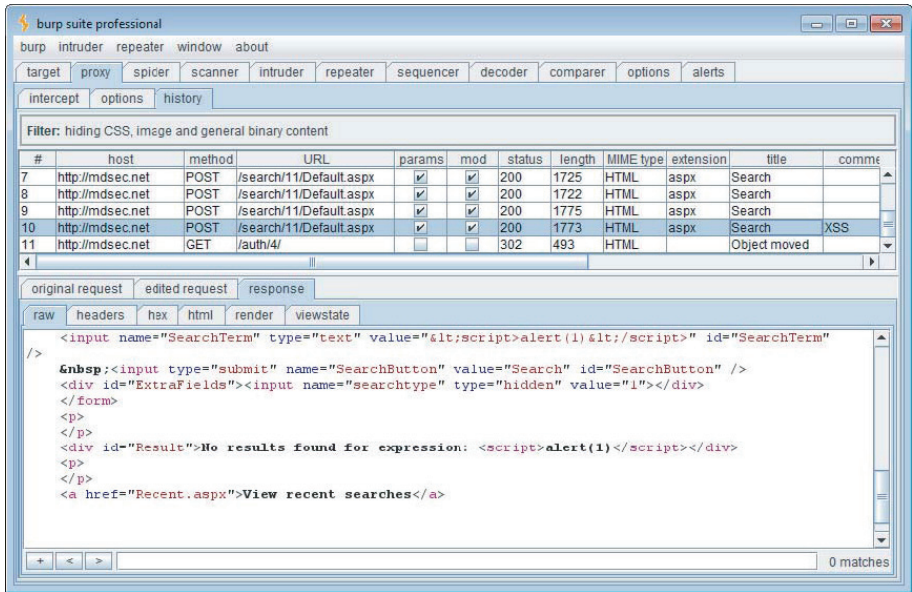 burp suite professional
burp intruder repeater window about
target proxy spicer scanner intruder repeater sequencer decoder comparer options alerts
intercept options history
Filter: hiding CSS, image and general binary content
# host method URL params mod status length MIME type extension title comme
7 http://mdsec.net POST /search/11/Default.aspx 200 1725 HTML aspx Search
8 http://mdsec.net POST /search/11/Default.aspx 200 1722 HTML aspx Search
9 http://mdsec.net POST /search/11/Default.aspx 200 1775 HTML aspx Search
10 http://mdsec.net POST /search/11/Default.aspx 200 1773 HTML aspx Search XSS
11 http://mdsec.net GET /auth/4/ 302 493 HTML Object moved
original request edited request response
raw headers hex html render viewstate
<input name="SearchTerm" type="text" value="&lt;script>alert(1)&lt;/script>" id="SearchTerm"
/>
&nbsp;<input type="submit" name="SearchButton" value="Search" id="SearchButton" />
<div id="ExtraFields"><input name="searchtype" type="hidden" value="1"></div>
</form>
<p>
</p>
<div id="Result">No results found for expression: <script>alert(1)</script></div>
<p>
</p>
<a href="Recent.aspx">View recent searches</a>
+ < > 0 matches